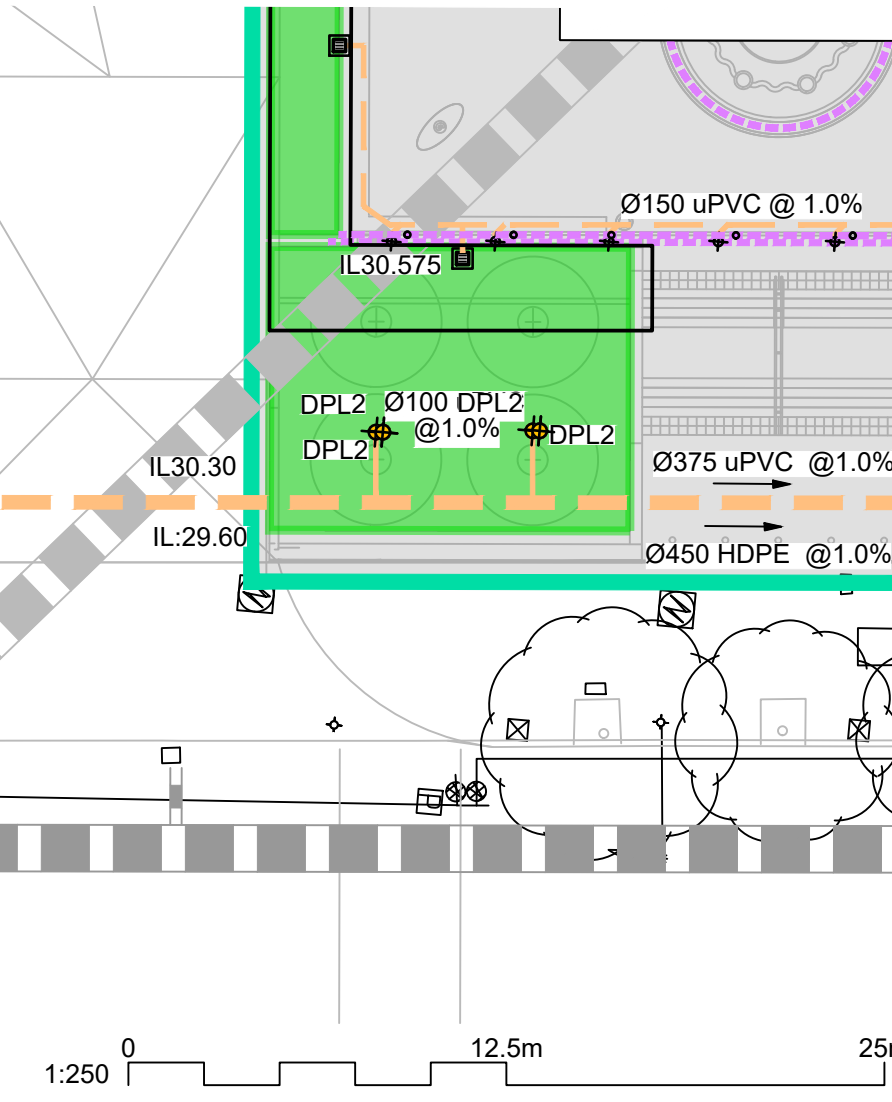 Ø150 uPVC @ 1.0%
IL30.575
DPL2
Ø100
DPL2
@1.0%
DPL2
DPL2
IL30.30
Ø375 uPVC @1.0%
IL:29.60
Ø450 HDPE @1.0%
0
12.5m
1:250